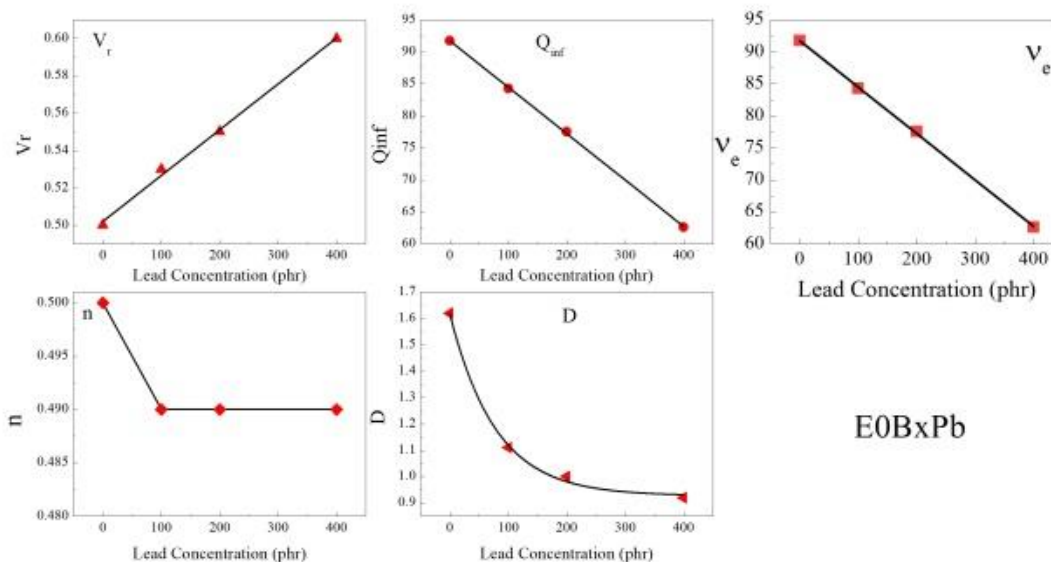 V_r
Vr
0.60
0.58
0.56
0.54
0.52
0.50
0 100 200 300 400
Lead Concentration (phr)
Q_inf
Qinf
95
90
85
80
75
70
65
60
0 100 200 300 400
Lead Concentration (phr)
ν_e
ν_e
95
90
85
80
75
70
65
60
0 100 200 300 400
Lead Concentration (phr)
n
n
0.500
0.495
0.490
0.485
0.480
0 100 200 300 400
Lead Concentration (phr)
D
D
1.7
1.6
1.5
1.4
1.3
1.2
1.1
1.0
0.9
0 100 200 300 400
Lead Concentration (phr)
E0BxPb